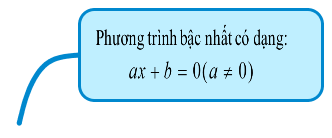 Phương trình bậc nhất có dạng:
ax + b = 0(a ≠ 0)